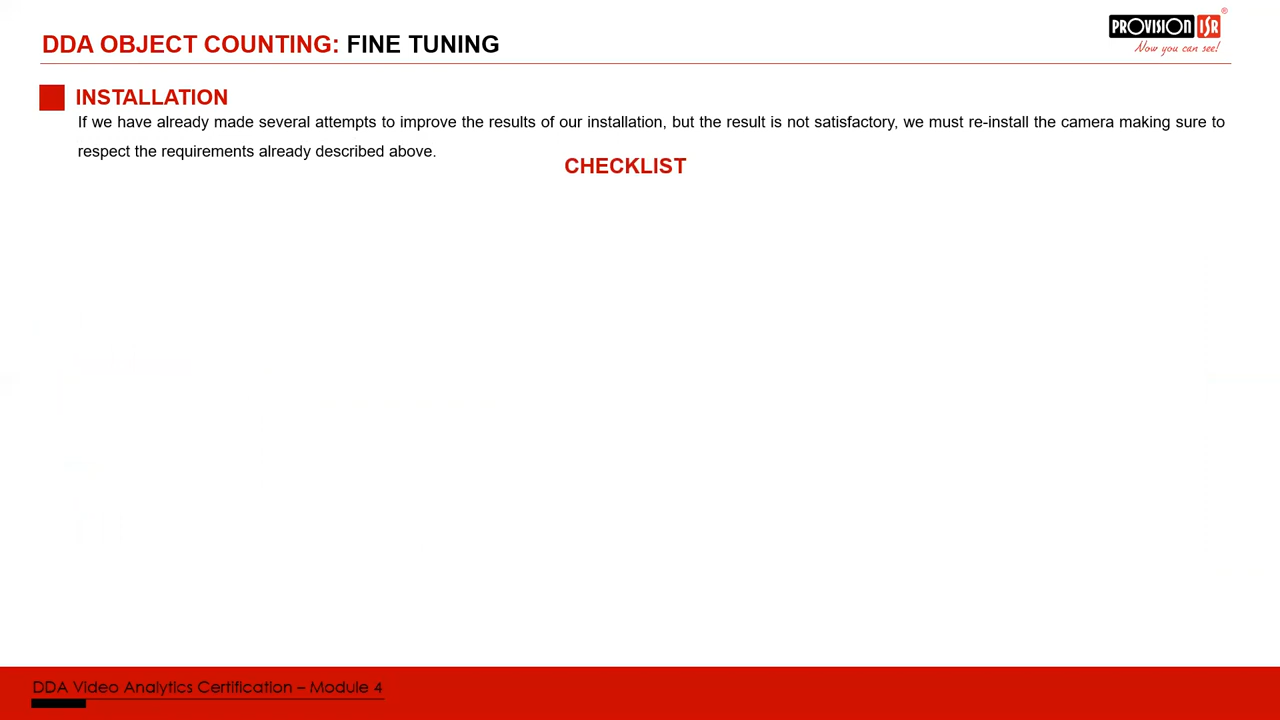 DDA OBJECT COUNTING: FINE TUNING
PROVISION ISR ®
Now you can see!
INSTALLATION
If we have already made several attempts to improve the results of our installation, but the result is not satisfactory, we must re-install the camera making sure to
respect the requirements already described above.
CHECKLIST
DDA Video Analytics Certification – Module 4